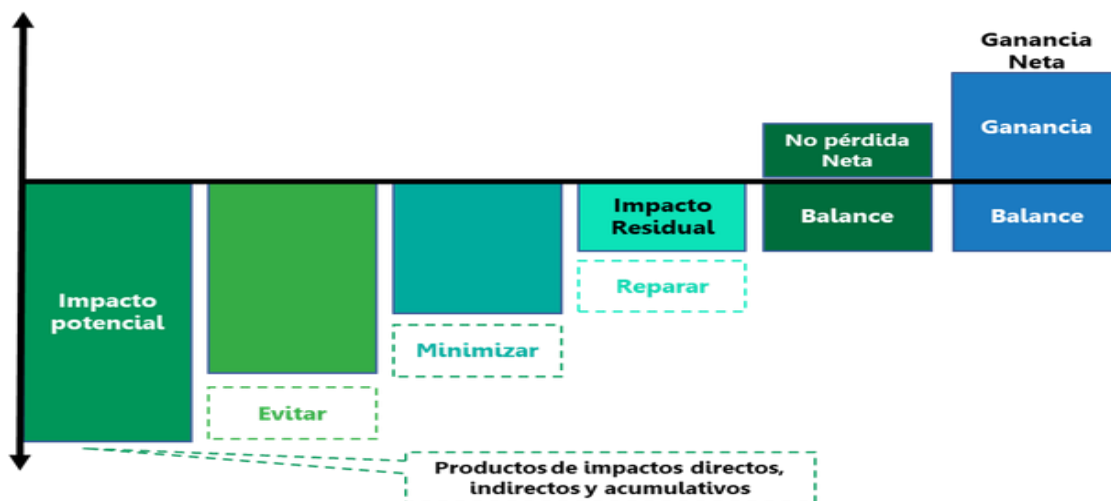 Ganancia
Neta
No pérdida
Neta
Ganancia
Impacto
potencial
Impacto
Residual
Balance
Balance
Reparar
Minimizar
Evitar
Productos de impactos directos,
indirectos y acumulativos